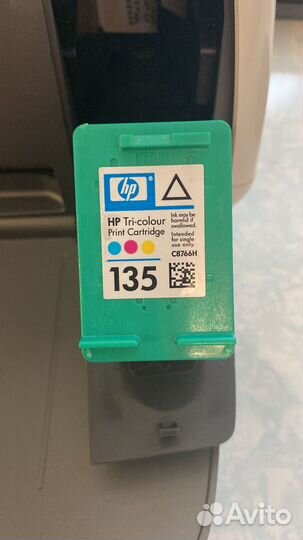 hp
HP Tri-colour
Print Cartridge
135
Ink may be
harmful if
swallowed.
Intended
for single
use only.
C8766H
Avito